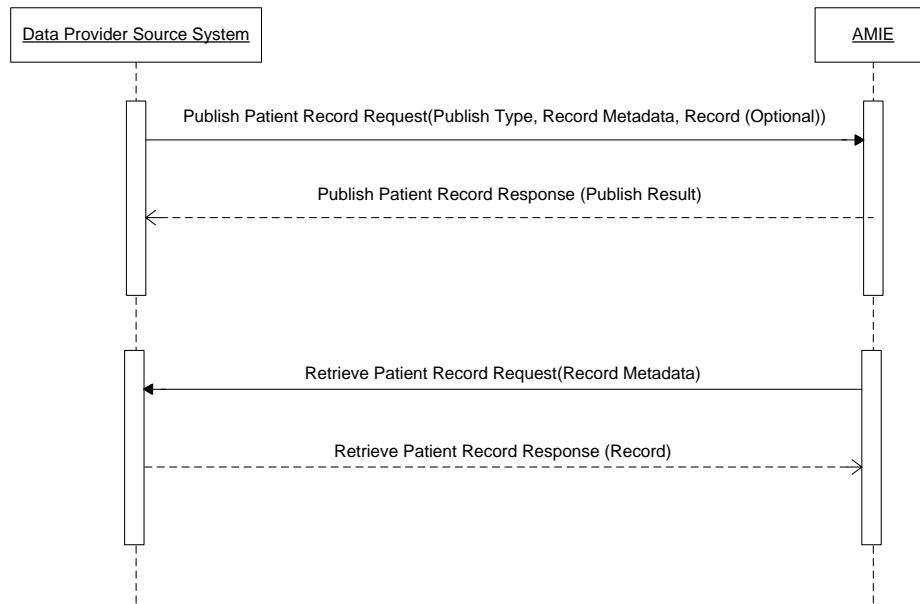 Data Provider Source System
AMIE
Publish Patient Record Request(Publish Type, Record Metadata, Record (Optional))
Publish Patient Record Response (Publish Result)
Retrieve Patient Record Request(Record Metadata)
Retrieve Patient Record Response (Record)